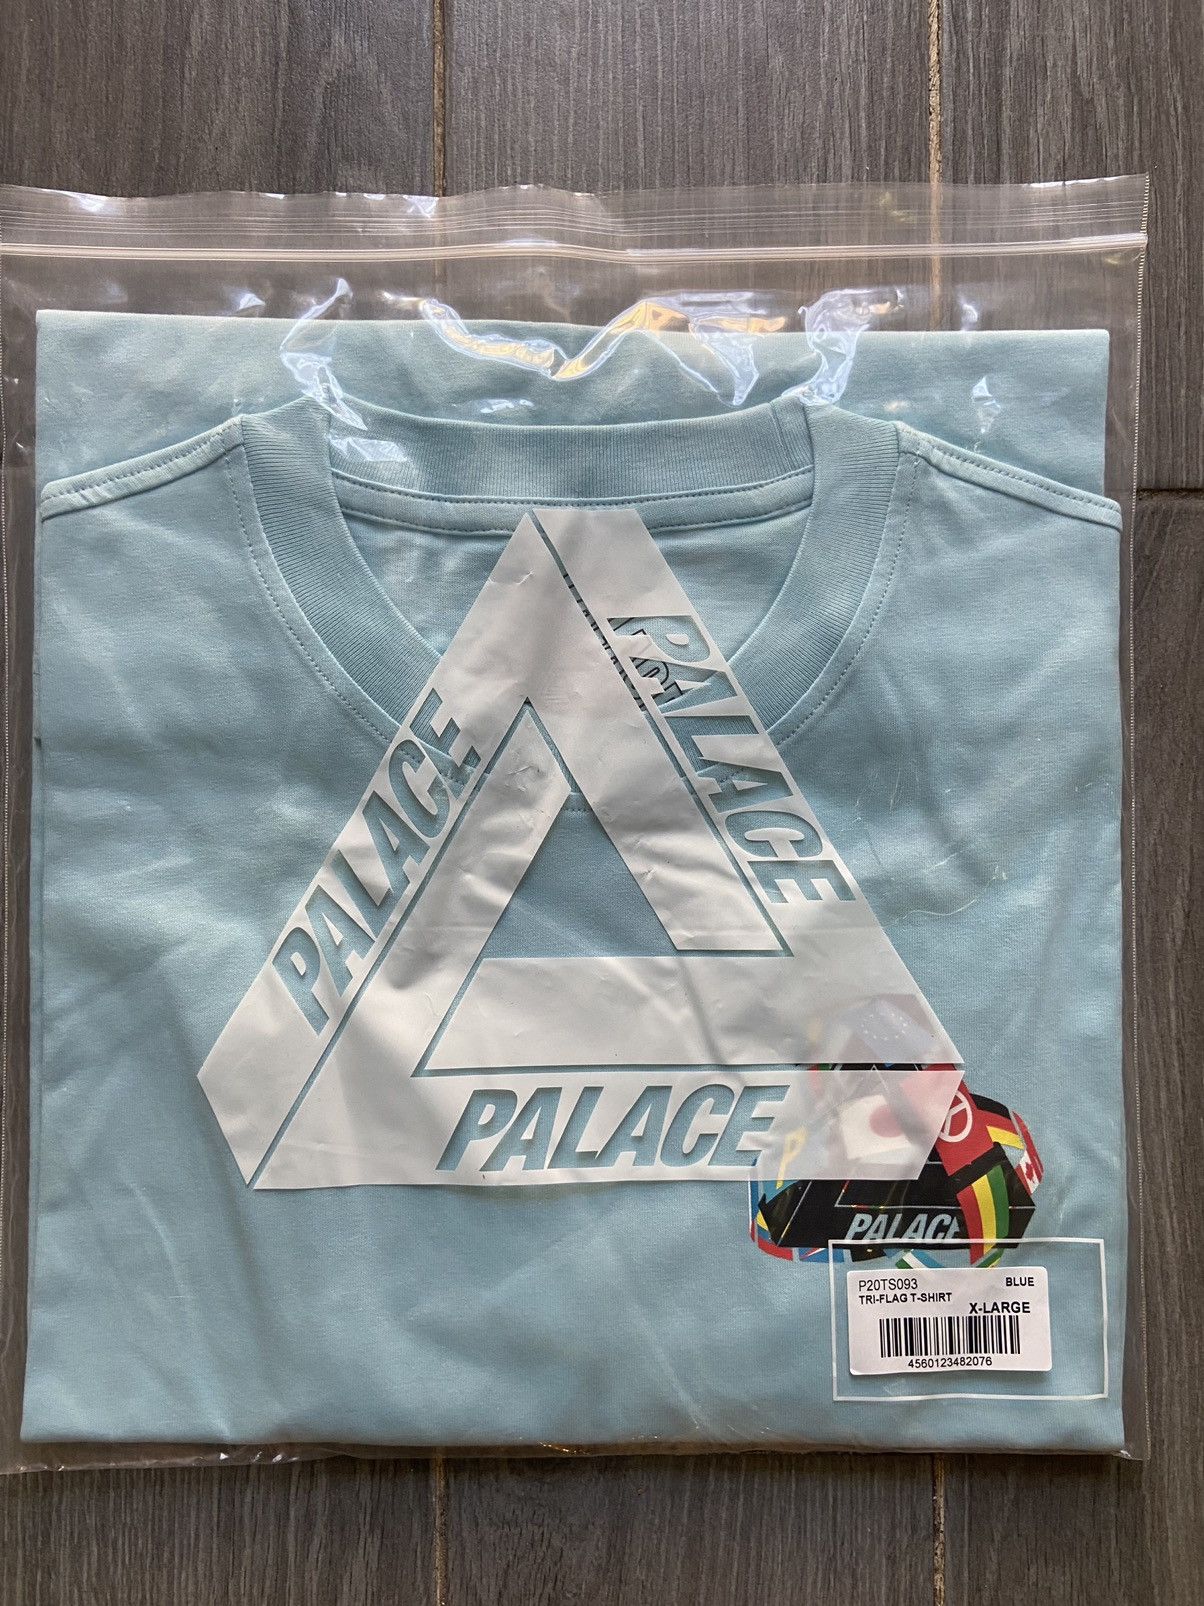 PALACE
PALACE
PALACE
PALACE
P20TS093 BLUE
TRI-FLAG T-SHIRT
X-LARGE
4560123482076